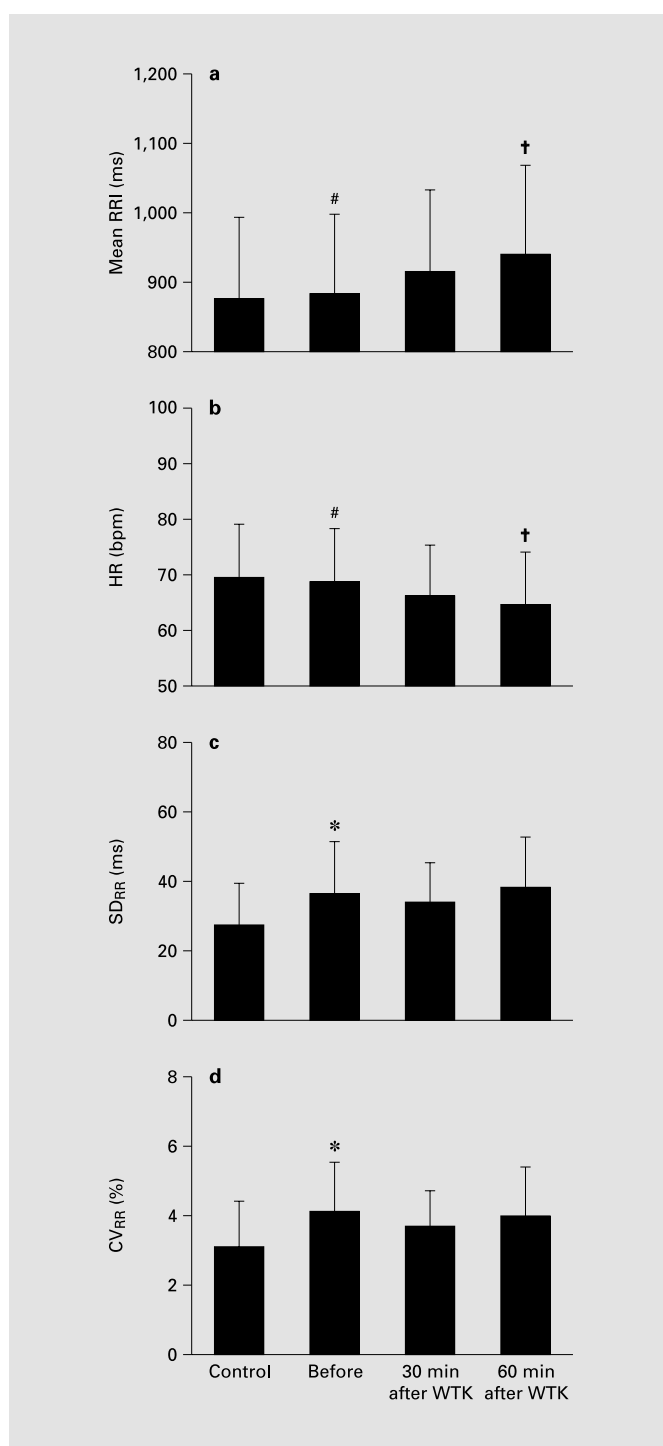 a
1,200
1,100
1,000
900
800
Mean RRI (ms)
#
†
b
100
90
80
70
60
50
HR (bpm)
#
†
c
80
60
40
20
0
SDRR (ms)
*
d
8
6
4
2
0
CVRR (%)
*
Control Before 30 min 60 min
after WTK after WTK